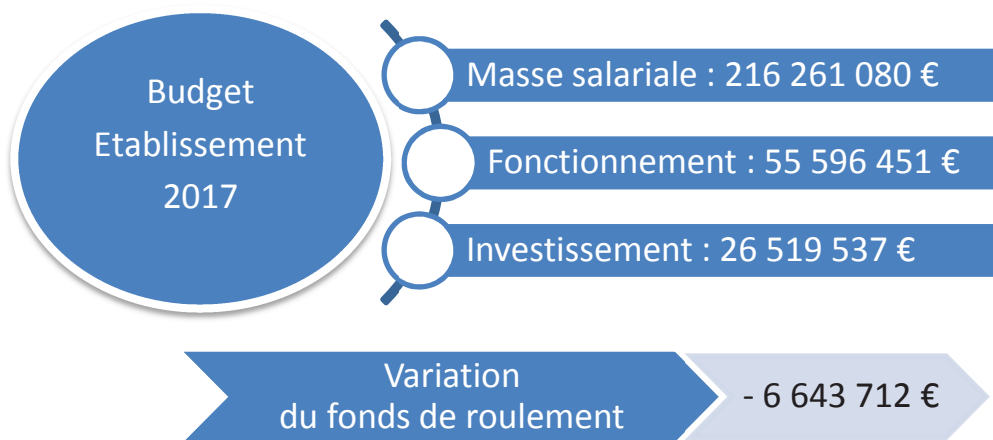 Budget
Etablissement
2017
Masse salariale : 216 261 080 €
Fonctionnement : 55 596 451 €
Investissement : 26 519 537 €
Variation
du fonds de roulement
- 6 643 712 €